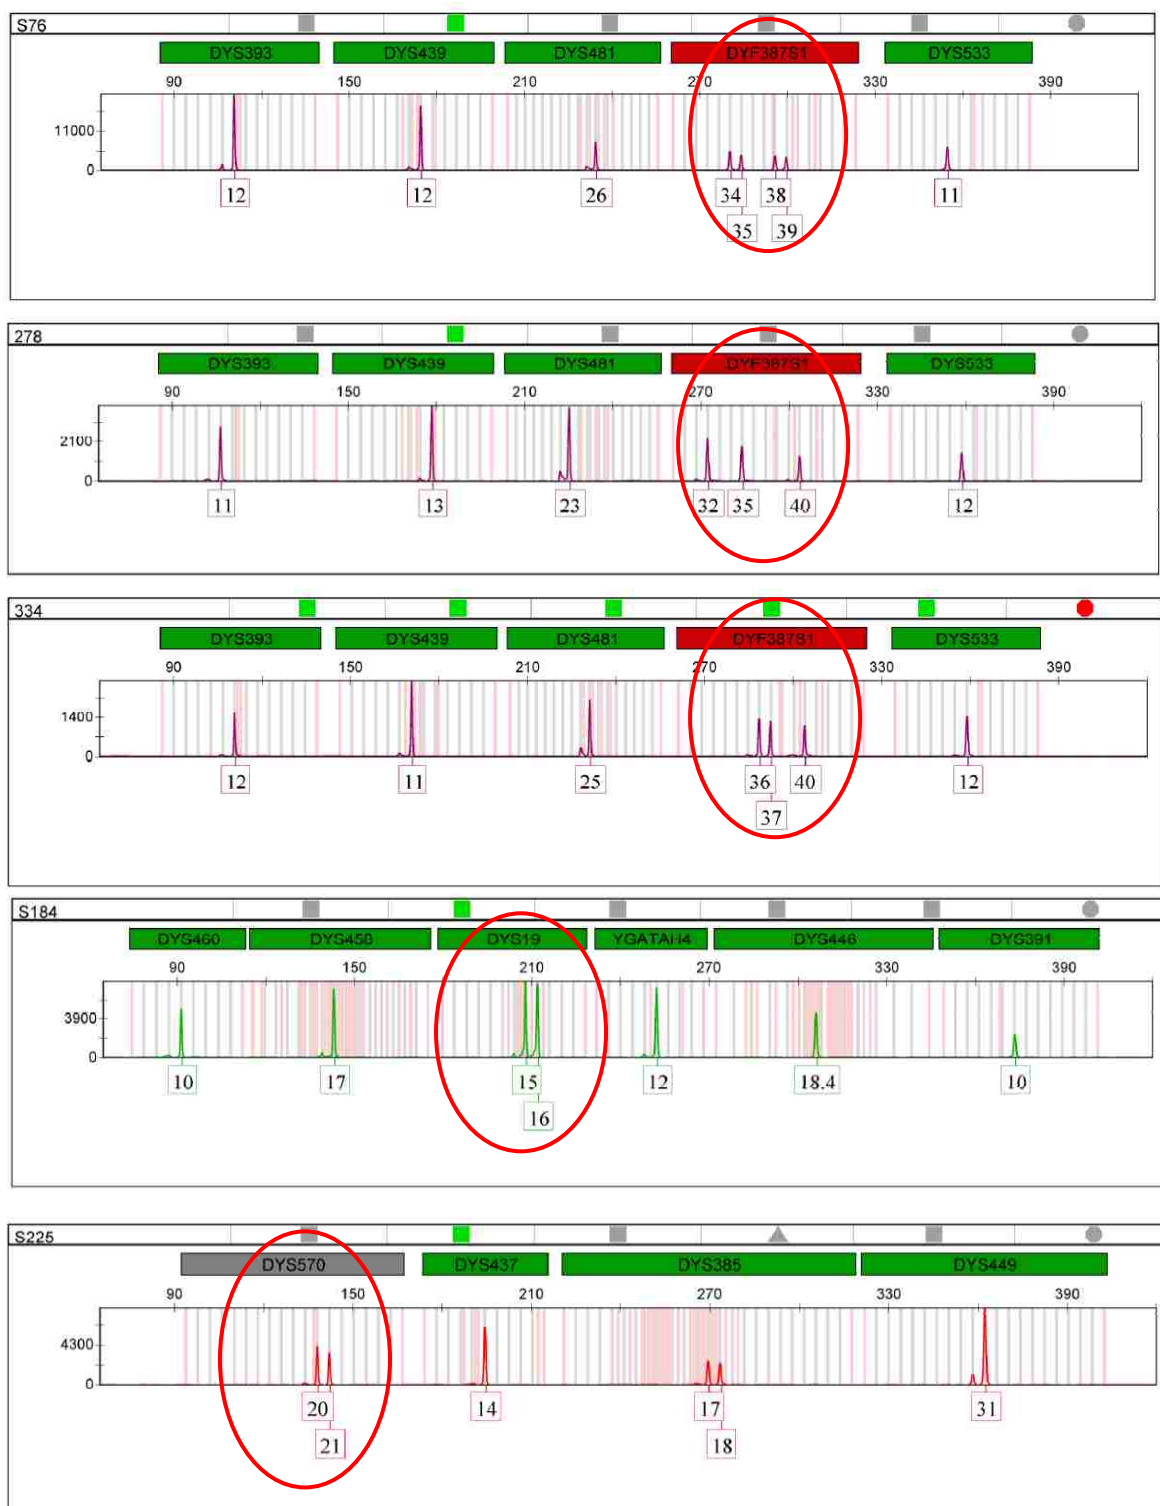 S76
DYS393 DYS439 DYS481 DYF387S1 DYS533
90 150 210 270 330 390
11000
0
12 12 26 34 38 11
35 39
278
DYS393 DYS439 DYS481 DYF387S1 DYS533
90 150 210 270 330 390
2100
0
11 13 23 32 35 40 12
334
DYS393 DYS439 DYS481 DYF387S1 DYS533
90 150 210 270 330 390
1400
0
12 11 25 36 40 12
37
S184
DYS460 DYS458 DYS19 YGATAH4 DYS448 DYS391
90 150 210 270 330 390
3900
0
10 17 15 12 18.4 10
16
S225
DYS570 DYS437 DYS385 DYS449
90 150 210 270 330 390
4300
0
20 14 17 31
21 18